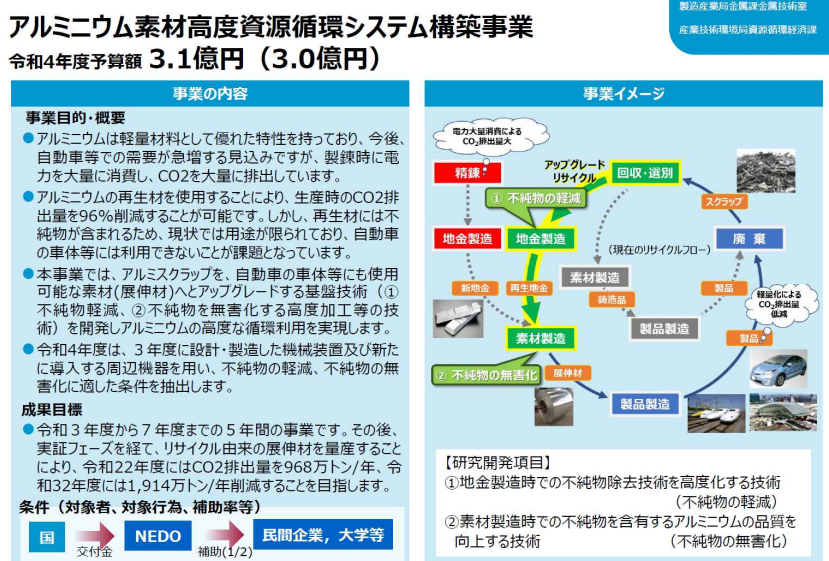 製造産業局金属課金属技術室
産業技術環境局資源循環経済課
アルミニウム素材高度資源循環システム構築事業
令和4年度予算額 3.1億円（3.0億円）
事業の内容
事業目的・概要
●アルミニウムは軽量材料として優れた特性を持っており、今後、
自動車等での需要が急増する見込みですが、製錬時に電
力を大量に消費し、CO2を大量に排出しています。
●アルミニウムの再生材を使用することにより、生産時のCO2排
出量を96%削減することが可能です。しかし、再生材には不
純物が含まれるため、現状では用途が限られており、自動車
の車体等には利用できないことが課題となっています。
●本事業では、アルミスクラップを、自動車の車体等にも使用
可能な素材(展伸材)へとアップグレードする基盤技術（①
不純物軽減、②不純物を無害化する高度加工等の技
術）を開発しアルミニウムの高度な循環利用を実現します。
●令和4年度は、３年度に設計・製造した機械装置及び新た
に導入する周辺機器を用い、不純物の軽減、不純物の無
害化に適した条件を抽出します。
成果目標
●令和３年度から７年度までの５年間の事業です。その後、
実証フェーズを経て、リサイクル由来の展伸材を量産すること
により、令和22年度にはCO2排出量を968万トン/年、令
和32年度には1,914万トン/年削減することを目指します。
条件（対象者、対象行為、補助率等）
国
交付金
NEDO
補助(1/2)
民間企業，大学等
事業イメージ
電力大量消費による
CO2排出量大
精錬
アップグレード
リサイクル
回収・選別
① 不純物の軽減
スクラップ
地金製造
地金製造
（現在のリサイクルフロー）
廃 棄
素材製造
新地金
再生地金
鋳造品
製品
軽量化による
CO2排出量
低減
製品製造
素材製造
製品
② 不純物の無害化
展伸材
製品製造
【研究開発項目】
①地金製造時での不純物除去技術を高度化する技術
（不純物の軽減）
②素材製造時での不純物を含有するアルミニウムの品質を
向上する技術 （不純物の無害化）